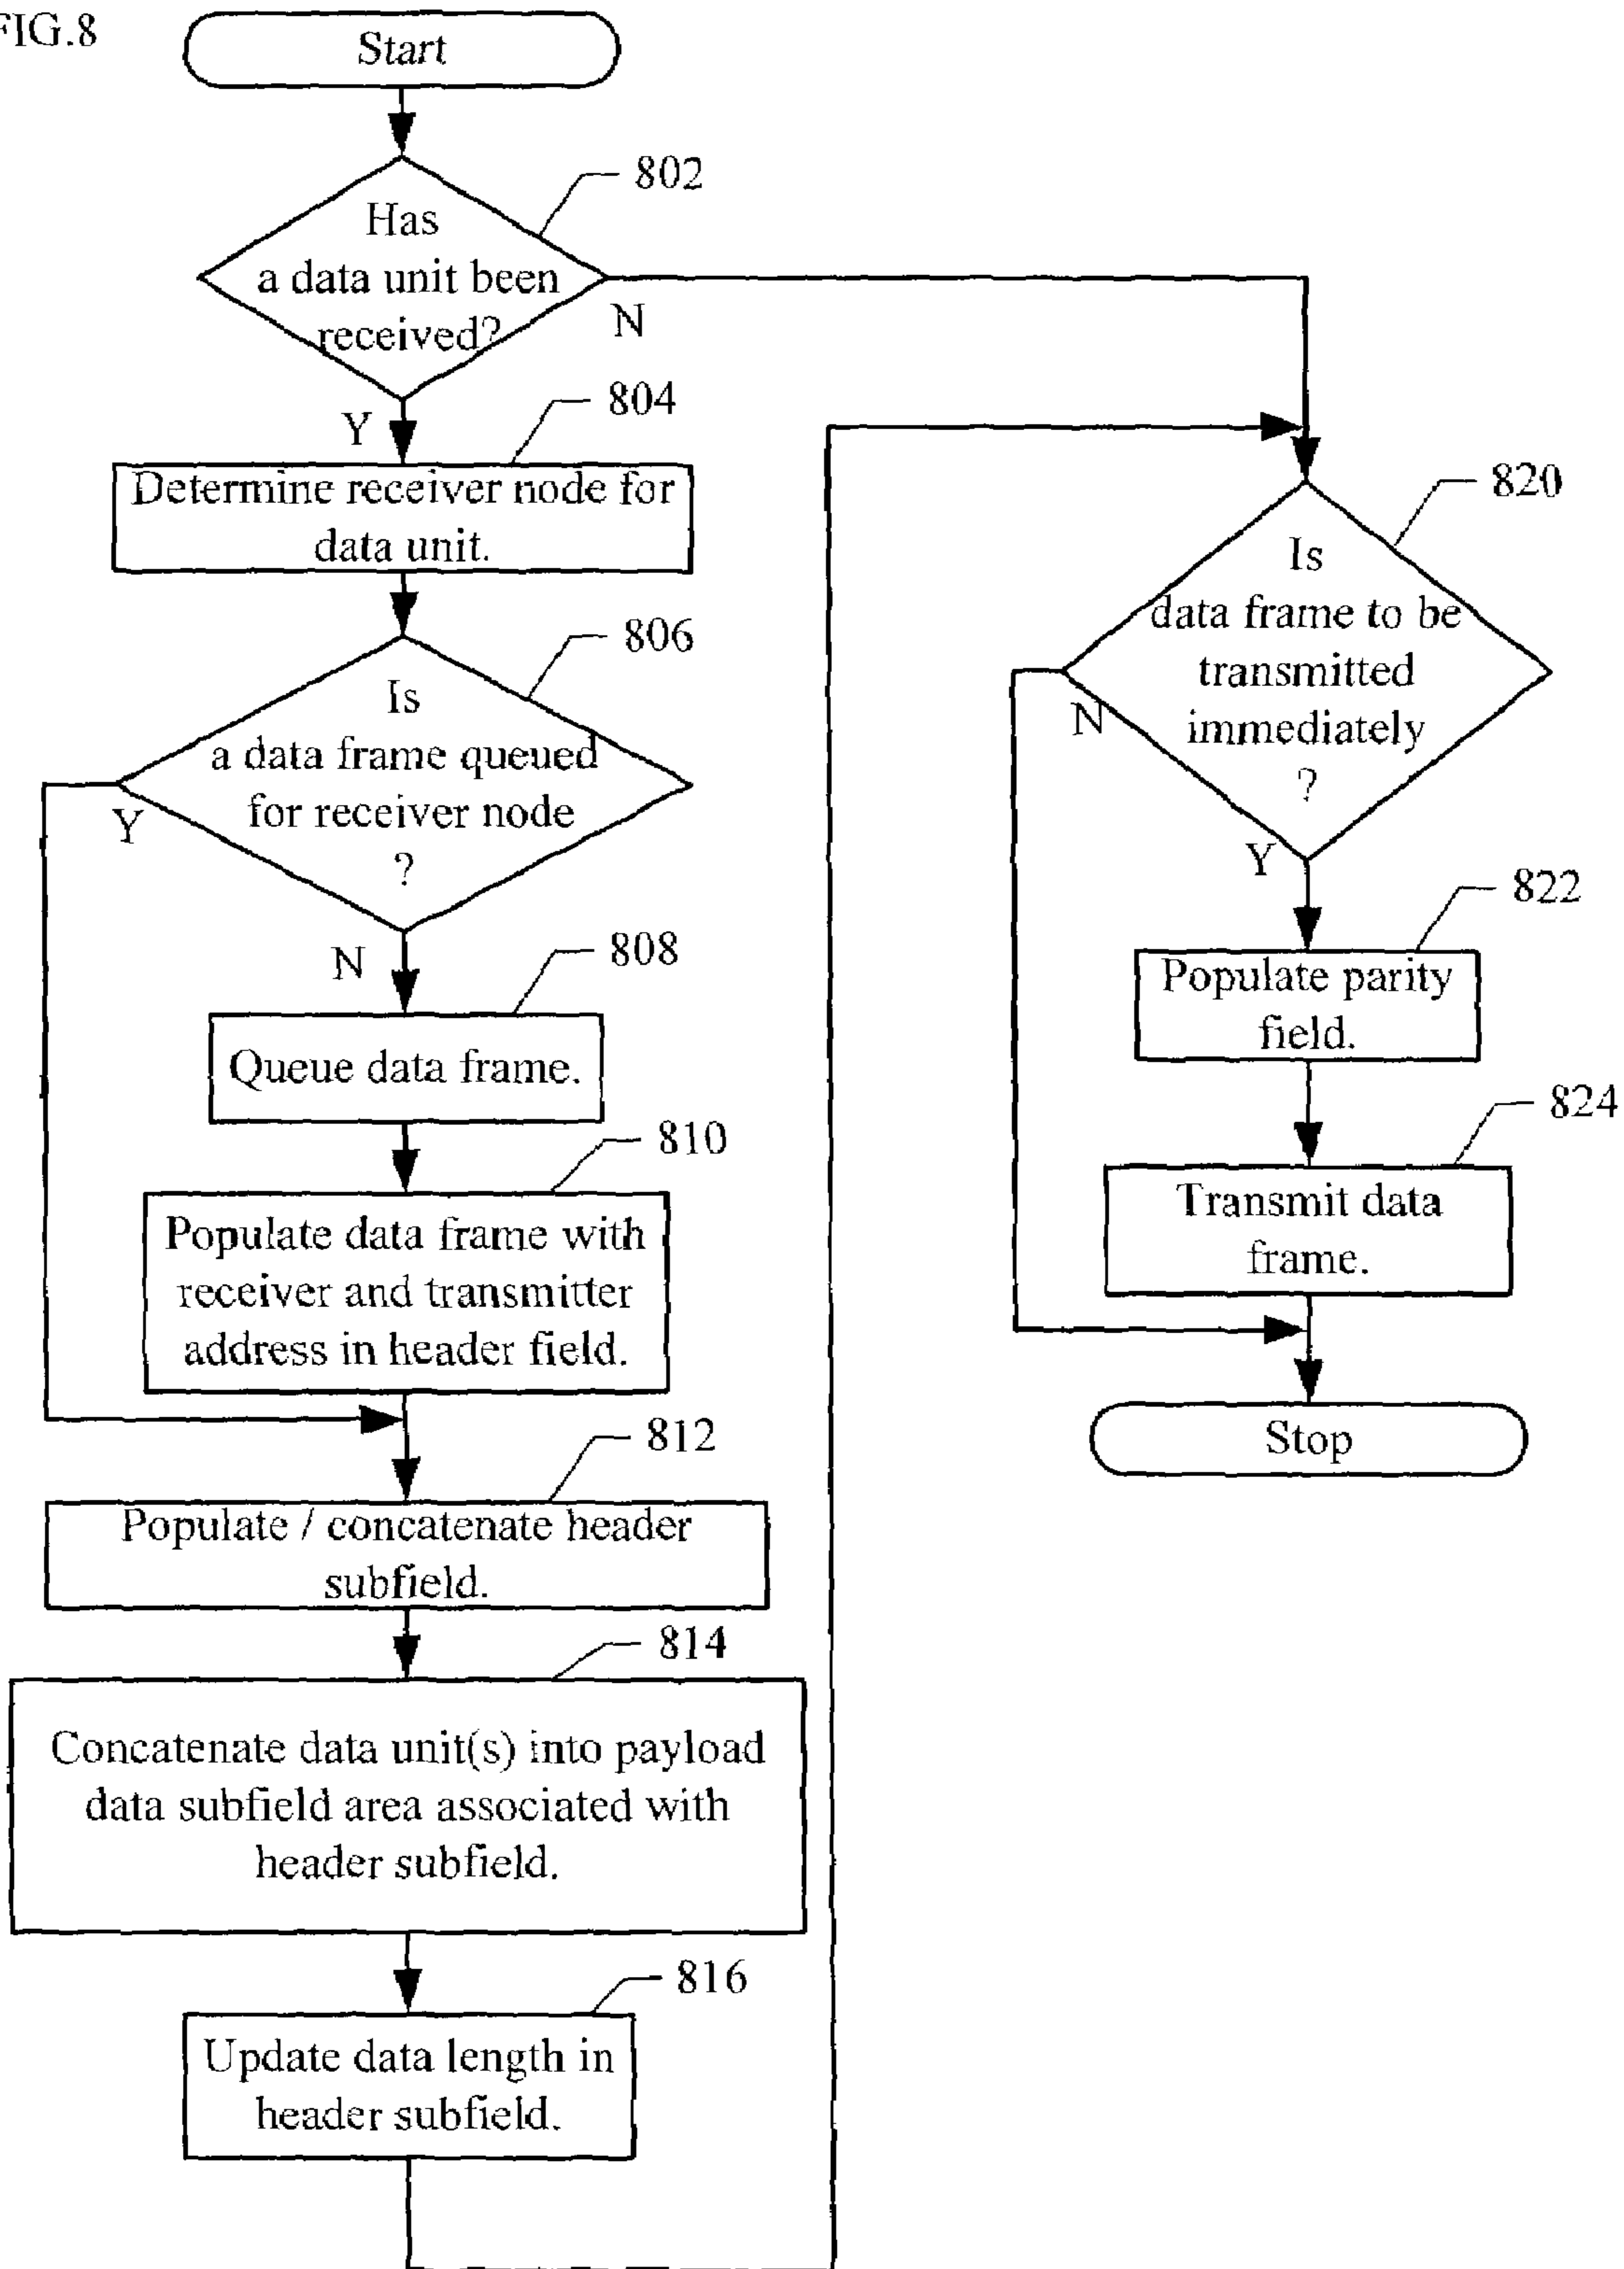 FIG.8
Start
802
Has
a data unit been
received?
N
Y
804
Determine receiver node for
data unit.
806
Is
a data frame queued
for receiver node
?
Y
N
808
Queue data frame.
810
Populate data frame with
receiver and transmitter
address in header field.
812
Populate / concatenate header
subfield.
814
Concatenate data unit(s) into payload
data subfield area associated with
header subfield.
816
Update data length in
header subfield.
820
Is
data frame to be
transmitted
immediately
?
N
Y
822
Populate parity
field.
824
Transmit data
frame.
Stop